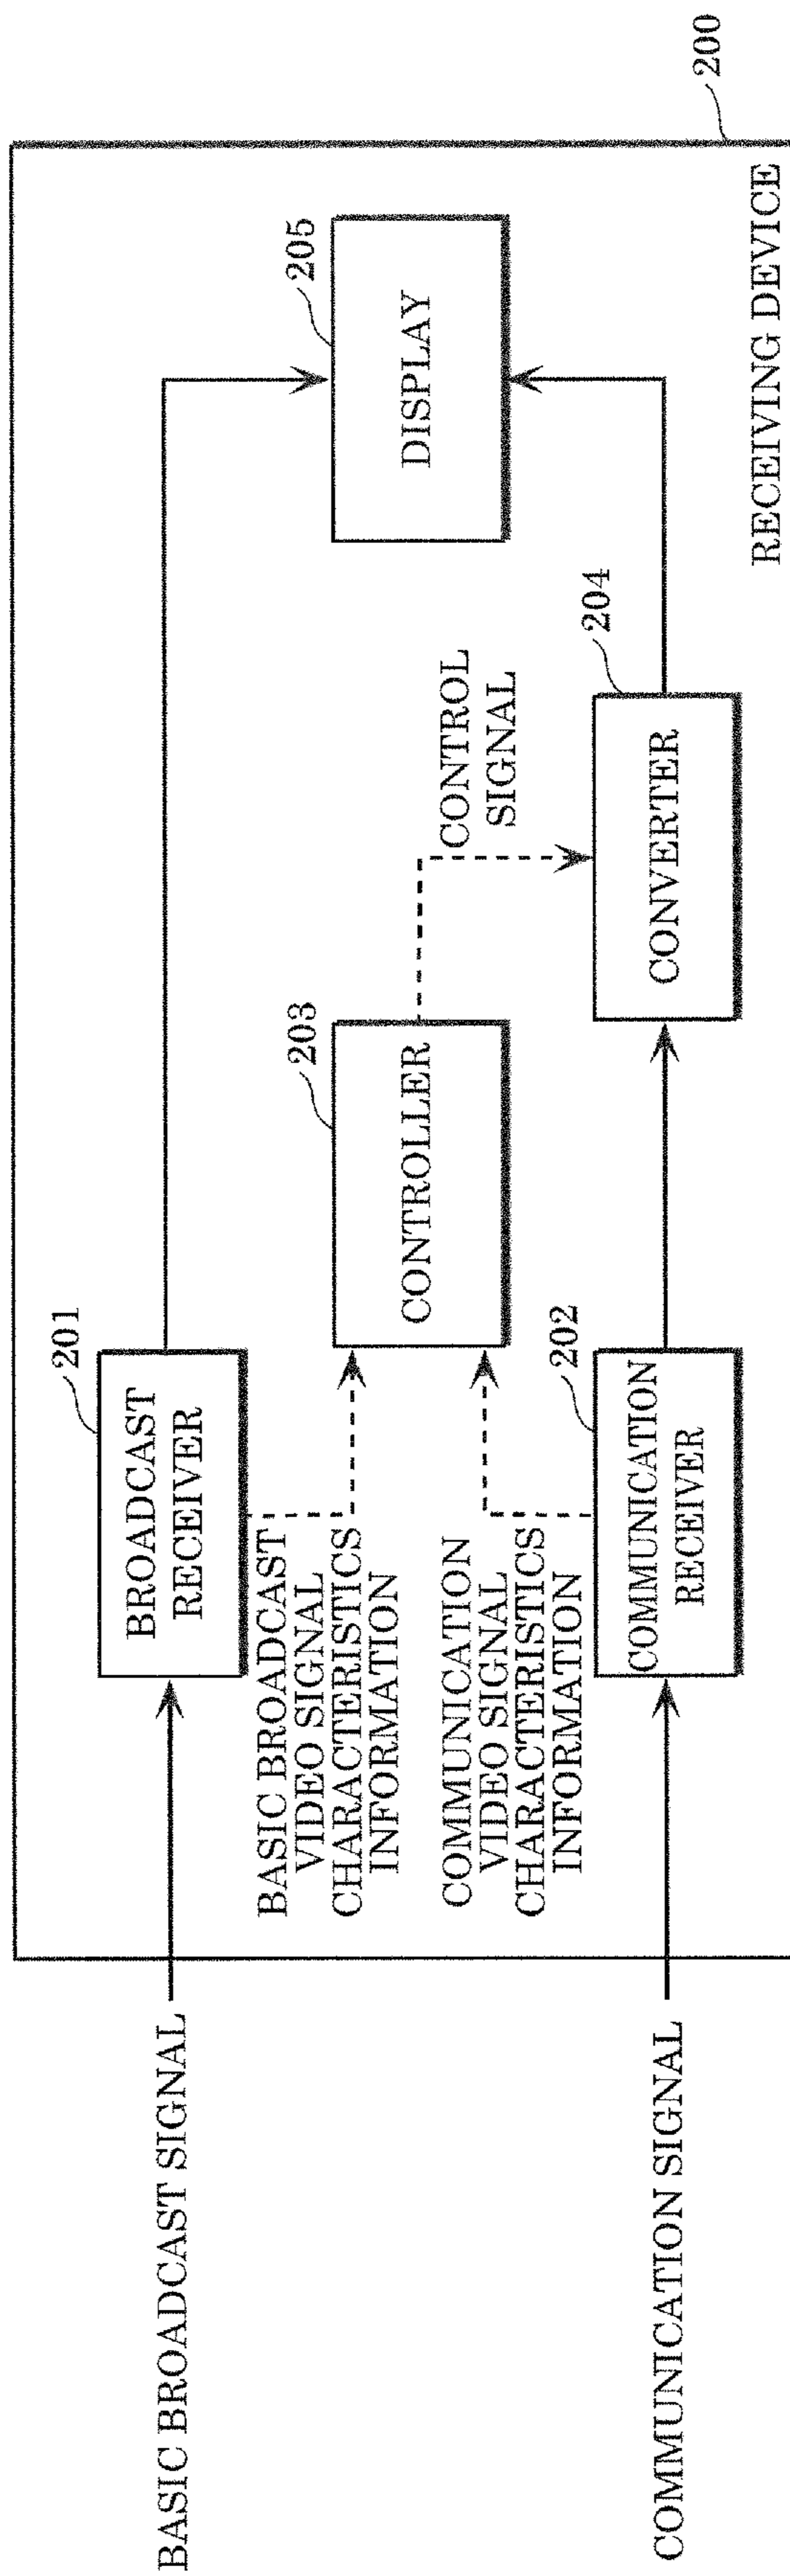 200
205
DISPLAY
201
BROADCAST
RECEIVER
203
CONTROLLER
CONTROL
SIGNAL
BASIC BROADCAST SIGNAL
BASIC BROADCAST
VIDEO SIGNAL
CHARACTERISTICS
INFORMATION
COMMUNICATION
VIDEO SIGNAL
CHARACTERISTICS
INFORMATION
202
COMMUNICATION
RECEIVER
204
CONVERTER
COMMUNICATION SIGNAL
RECEIVING DEVICE